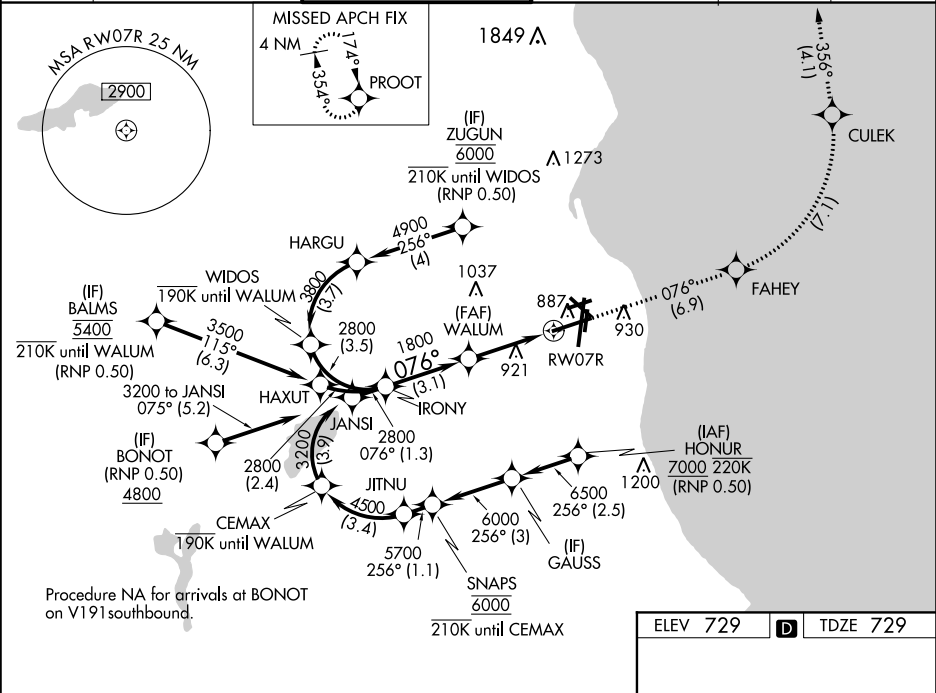 MSA RW07R 25 NM
2900
MISSED APCH FIX
4 NM
174°
354°
PROOT
1849
356°
(4.1)
CULEK
(7.1)
(IF)
ZUGUN
6000
210K until WIDOS
(RNP 0.50)
1273
4900
256°
(4)
HARGU
3800
(3.7)
WIDOS
190K until WALUM
1037
887
FAHEY
076°
(6.9)
930
(IF)
BALMS
5400
210K until WALUM
(RNP 0.50)
3500
115°
(6.3)
2800
(3.5)
(FAF)
WALUM
1800
076°
(3.1)
921
RW07R
3200 to JANSI
075° (5.2)
HAXUT
IRONY
JANSI
2800
076° (1.3)
(IF)
BONOT
(RNP 0.50)
4800
2800
(2.4)
3200
(3.9)
(IAF)
HONUR
7000 220K
(RNP 0.50)
1200
JITNU
6500
256° (2.5)
4500
(3.4)
CEMAX
190K until WALUM
6000
256° (3)
(IF)
GAUSS
5700
256° (1.1)
SNAPS
6000
210K until CEMAX
Procedure NA for arrivals at BONOT
on V191southbound.
ELEV 729 D TDZE 729